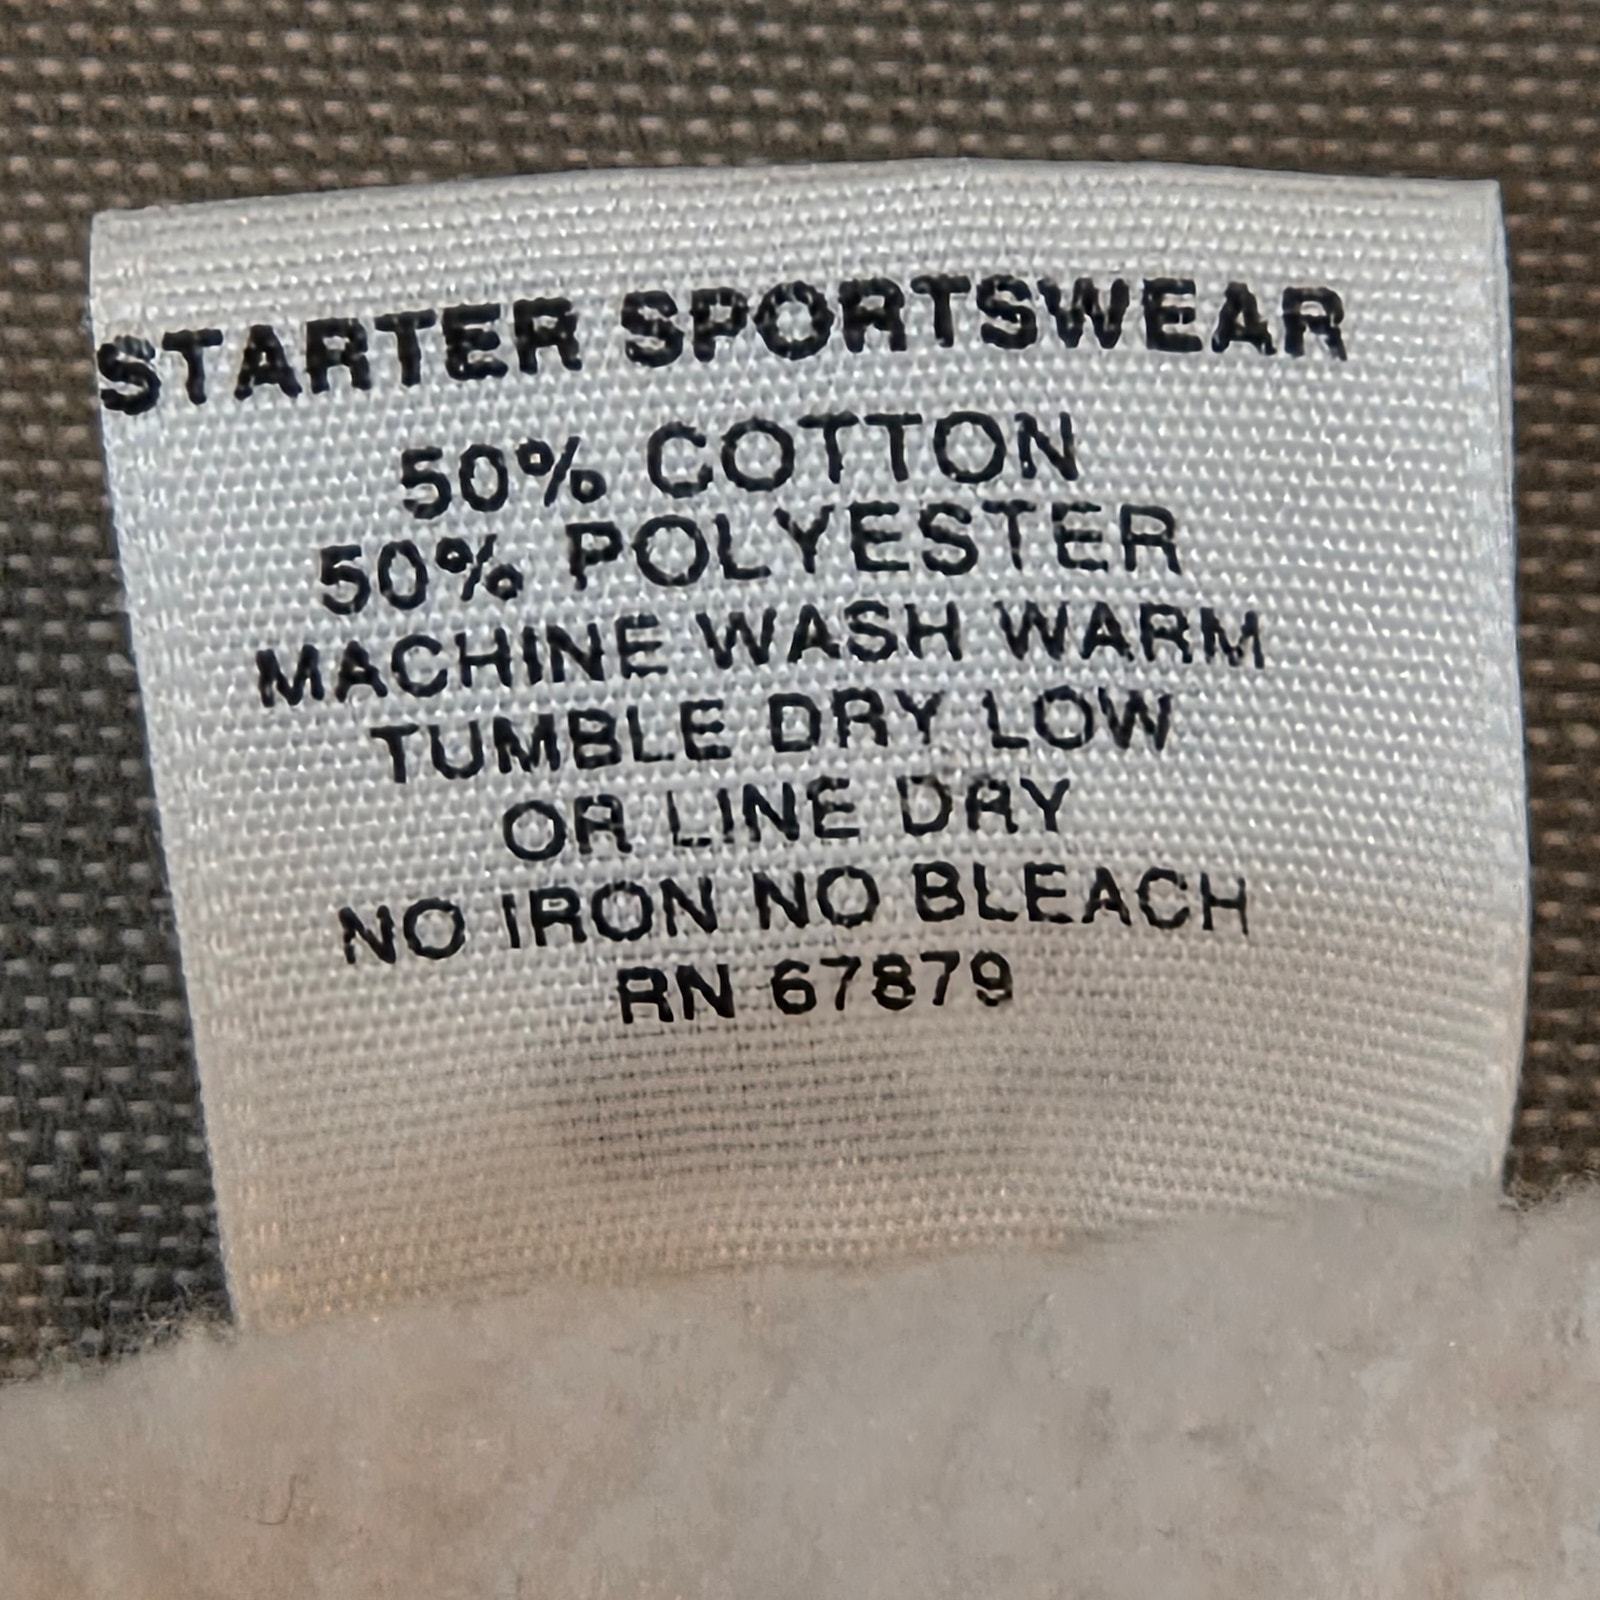 STARTER SPORTSWEAR
50% COTTON
50% POLYESTER
MACHINE WASH WARM
TUMBLE DRY LOW
OR LINE DRY
NO IRON NO BLEACH
RN 67879